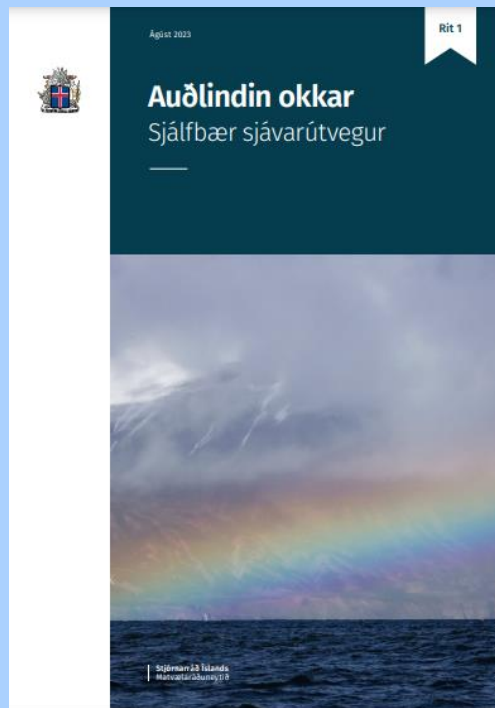 Ágúst 2023
Rit 1
Auðlindin okkar
Sjálfbær sjávarútvegur
Stjórnarráð Íslands
Matvælaráðuneytið